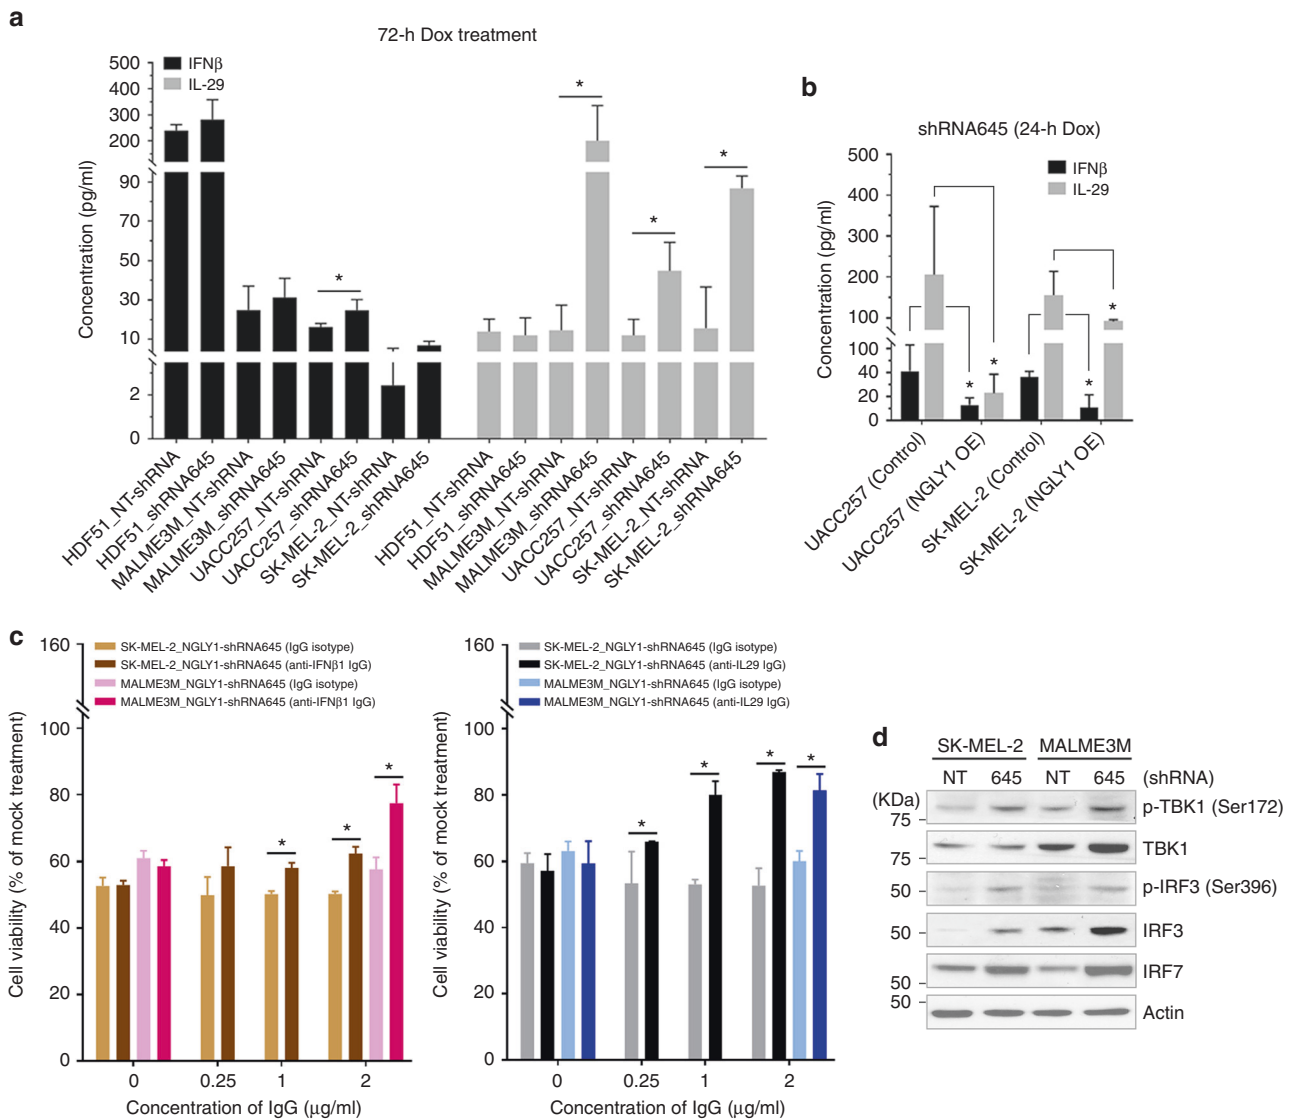 a
72-h Dox treatment
IFNβ
IL-29
Concentration (pg/ml)
500
400
300
200
90
70
50
30
10
2
0
*
*
*
*
HDF51_NT-shRNA
HDF51_shRNA645
MALME3M_NT-shRNA
MALME3M_shRNA645
UACC257_NT-shRNA
UACC257_shRNA645
SK-MEL-2_NT-shRNA
SK-MEL-2_shRNA645
HDF51_NT-shRNA
HDF51_shRNA645
MALME3M_NT-shRNA
MALME3M_shRNA645
UACC257_NT-shRNA
UACC257_shRNA645
SK-MEL-2_NT-shRNA
SK-MEL-2_shRNA645
b
shRNA645 (24-h Dox)
IFNβ
IL-29
Concentration (pg/ml)
500
400
300
200
100
100
40
20
0
*
*
*
*
UACC257 (Control)
UACC257 (NGLY1 OE)
SK-MEL-2 (Control)
SK-MEL-2 (NGLY1 OE)
c
SK-MEL-2_NGLY1-shRNA645 (IgG isotype)
SK-MEL-2_NGLY1-shRNA645 (anti-IFNβ1 IgG)
MALME3M_NGLY1-shRNA645 (IgG isotype)
MALME3M_NGLY1-shRNA645 (anti-IFNβ1 IgG)
Cell viability (% of mock treatment)
160
100
80
60
40
20
0
*
*
*
0 0.25 1 2
Concentration of IgG (μg/ml)
SK-MEL-2_NGLY1-shRNA645 (IgG isotype)
SK-MEL-2_NGLY1-shRNA645 (anti-IL29 IgG)
MALME3M_NGLY1-shRNA645 (IgG isotype)
MALME3M_NGLY1-shRNA645 (anti-IL29 IgG)
Cell viability (% of mock treatment)
160
100
80
60
40
20
0
*
*
*
*
0 0.25 1 2
Concentration of IgG (μg/ml)
d
SK-MEL-2 MALME3M
NT 645 NT 645 (shRNA)
(KDa)
75 p-TBK1 (Ser172)
75 TBK1
50 p-IRF3 (Ser396)
50 IRF3
50 IRF7
50 Actin